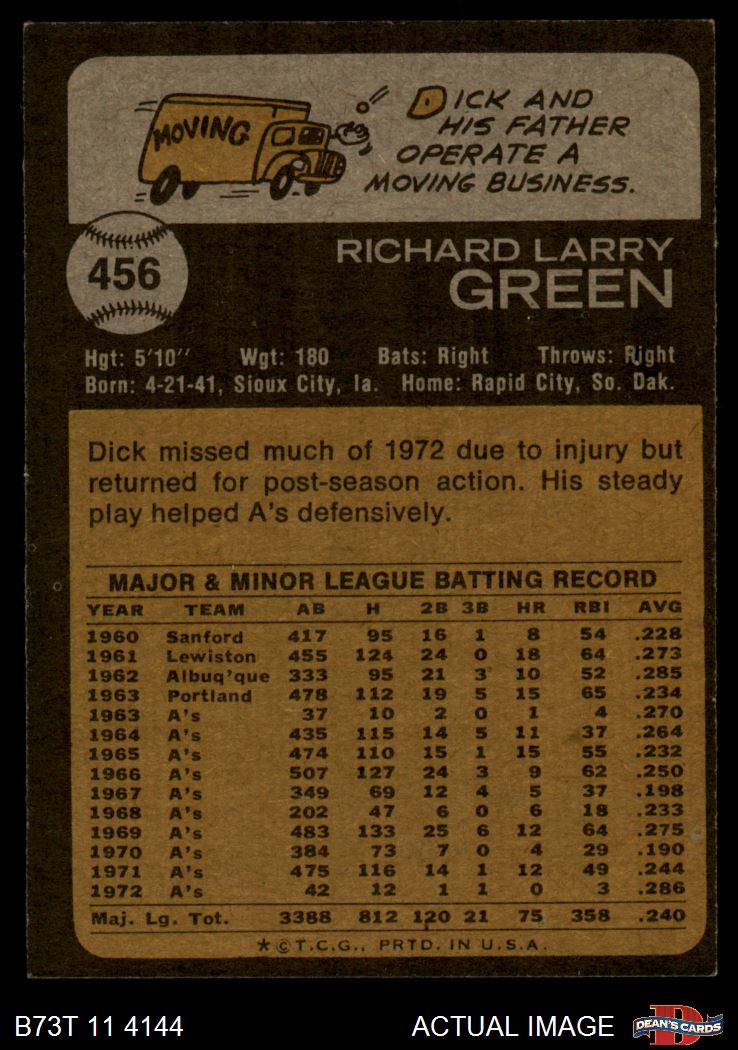 MOVING
DICK AND
HIS FATHER
OPERATE A
MOVING BUSINESS.
456
RICHARD LARRY
GREEN
Hgt: 5'10" Wgt: 180 Bats: Right Throws: Right
Born: 4-21-41, Sioux City, Ia. Home: Rapid City, So. Dak.
Dick missed much of 1972 due to injury but
returned for post-season action. His steady
play helped A's defensively.
MAJOR & MINOR LEAGUE BATTING RECORD
YEAR TEAM AB H 2B 3B HR RBI AVG
1960 Sanford 417 95 16 1 8 54 .228
1961 Lewiston 455 124 24 0 18 64 .273
1962 Albuq'que 333 95 21 3 10 52 .285
1963 Portland 478 112 19 5 15 65 .234
1963 A's 37 10 2 0 1 4 .270
1964 A's 435 115 14 5 11 37 .264
1965 A's 474 110 15 1 15 55 .232
1966 A's 507 127 24 3 9 62 .250
1967 A's 349 69 12 4 5 37 .198
1968 A's 202 47 6 0 6 18 .233
1969 A's 483 133 25 6 12 64 .275
1970 A's 384 73 7 0 4 29 .190
1971 A's 475 116 14 1 12 49 .244
1972 A's 42 12 1 1 0 3 .286
Maj. Lg. Tot. 3388 812 120 21 75 358 .240
*©T.C.G., PRTD. IN U.S.A.
B73T 11 4144 ACTUAL IMAGE D DEAN'S CARDS